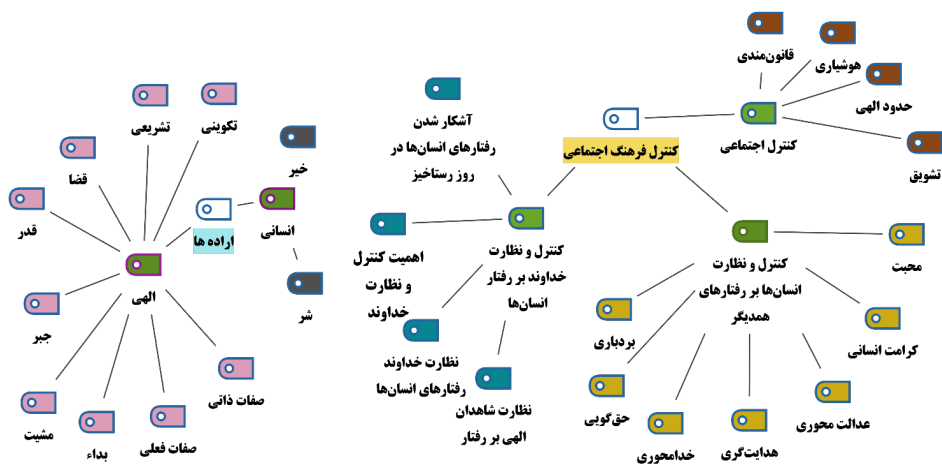 قانون‌مندی
هوشیاری
حدود الهی
تشویق
کنترل اجتماعی
کنترل فرهنگ اجتماعی
آشکار شدن
رفتارهای انسان‌ها در
روز رستاخیز
کنترل و نظارت
خداوند بر رفتار
انسان‌ها
اهمیت کنترل
و نظارت
خداوند
نظارت خداوند
رفتارهای انسان‌ها
نظارت شاهدان
الهی بر رفتار
کنترل و نظارت
انسان‌ها بر رفتارهای
همدیگر
محبت
کرامت انسانی
عدالت محوری
هدایت‌گری
خدامحوری
حق‌گویی
بردباری
اراده ها
انسانی
خیر
شر
الهی
تکوینی
تشریعی
قضا
قدر
جبر
مشیت
بداء
صفات فعلی
صفات ذاتی